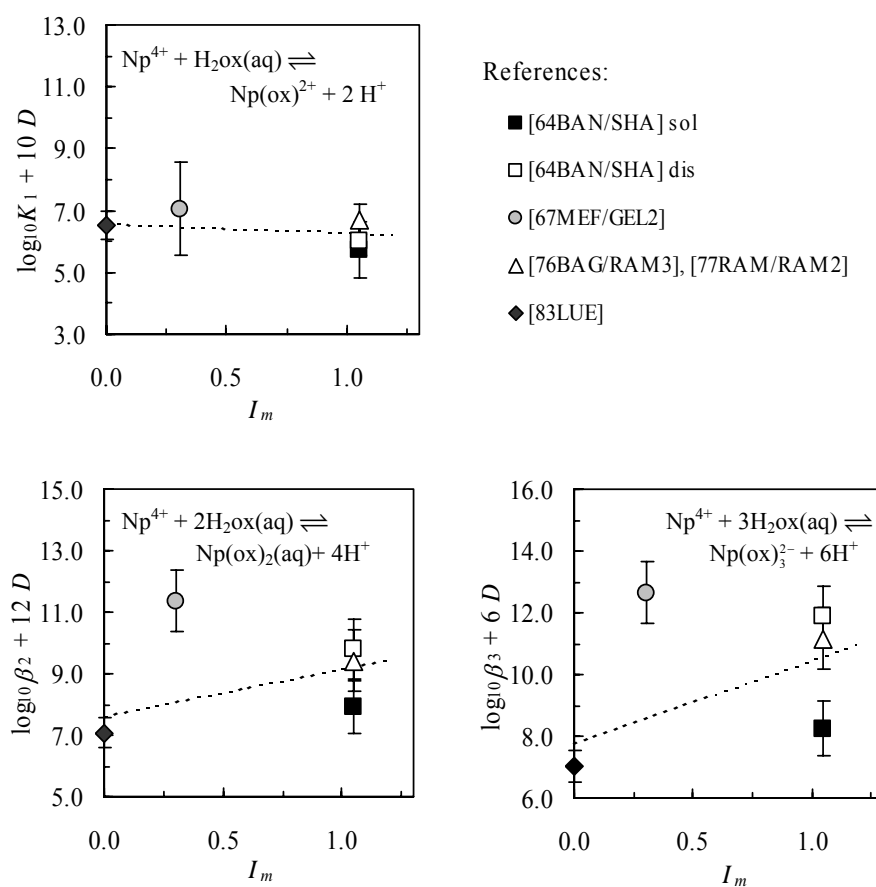 13.0
11.0
9.0
7.0
5.0
3.0
log₁₀K₁ + 10 D
Np⁴⁺ + H₂ox(aq) ⇌
Np(ox)²⁺ + 2 H⁺
0.0 0.5 1.0
Iₘ
References:
[64BAN/SHA] sol
[64BAN/SHA] dis
[67MEF/GEL2]
[76BAG/RAM3], [77RAM/RAM2]
[83LUE]
15.0
13.0
11.0
9.0
7.0
5.0
log₁₀β₂ + 12 D
Np⁴⁺ + 2H₂ox(aq) ⇌
Np(ox)₂(aq)+ 4H⁺
0.0 0.5 1.0
Iₘ
16.0
14.0
12.0
10.0
8.0
6.0
log₁₀β₃ + 6 D
Np⁴⁺ + 3H₂ox(aq) ⇌
Np(ox)₃²⁻ + 6H⁺
0.0 0.5 1.0
Iₘ